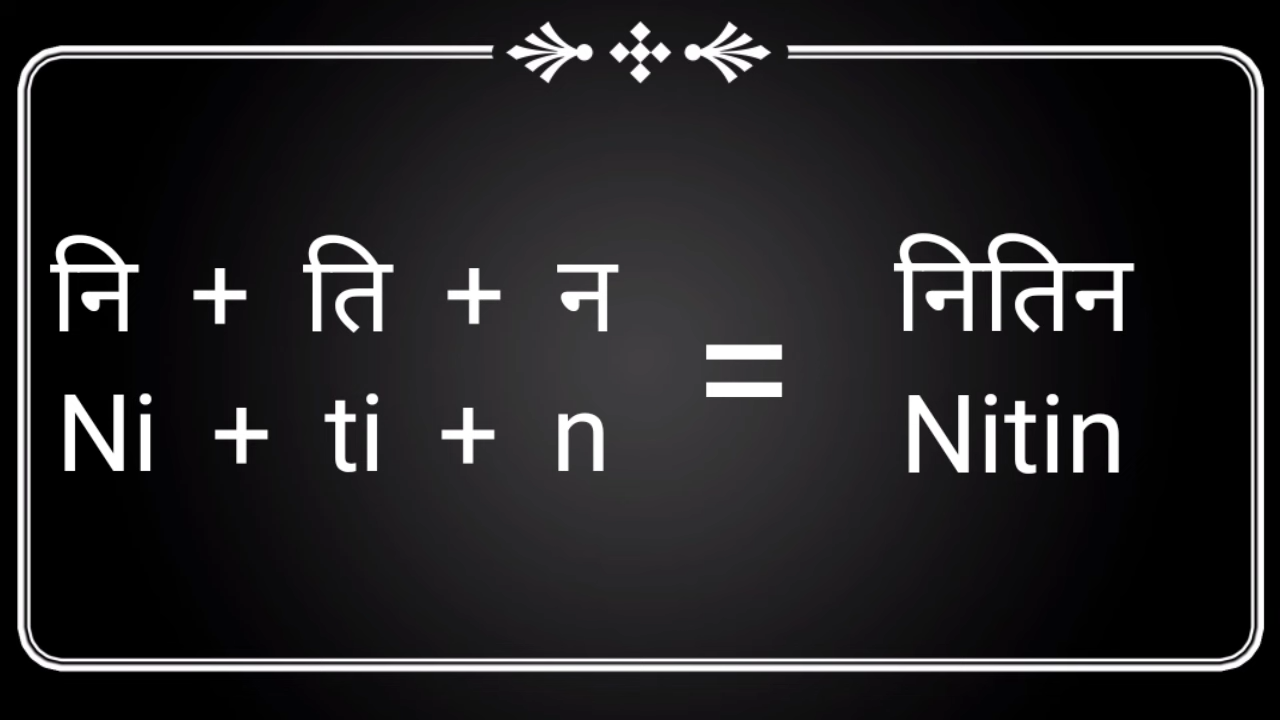 नि + ति + न
Ni + ti + n
=
नितिन
Nitin